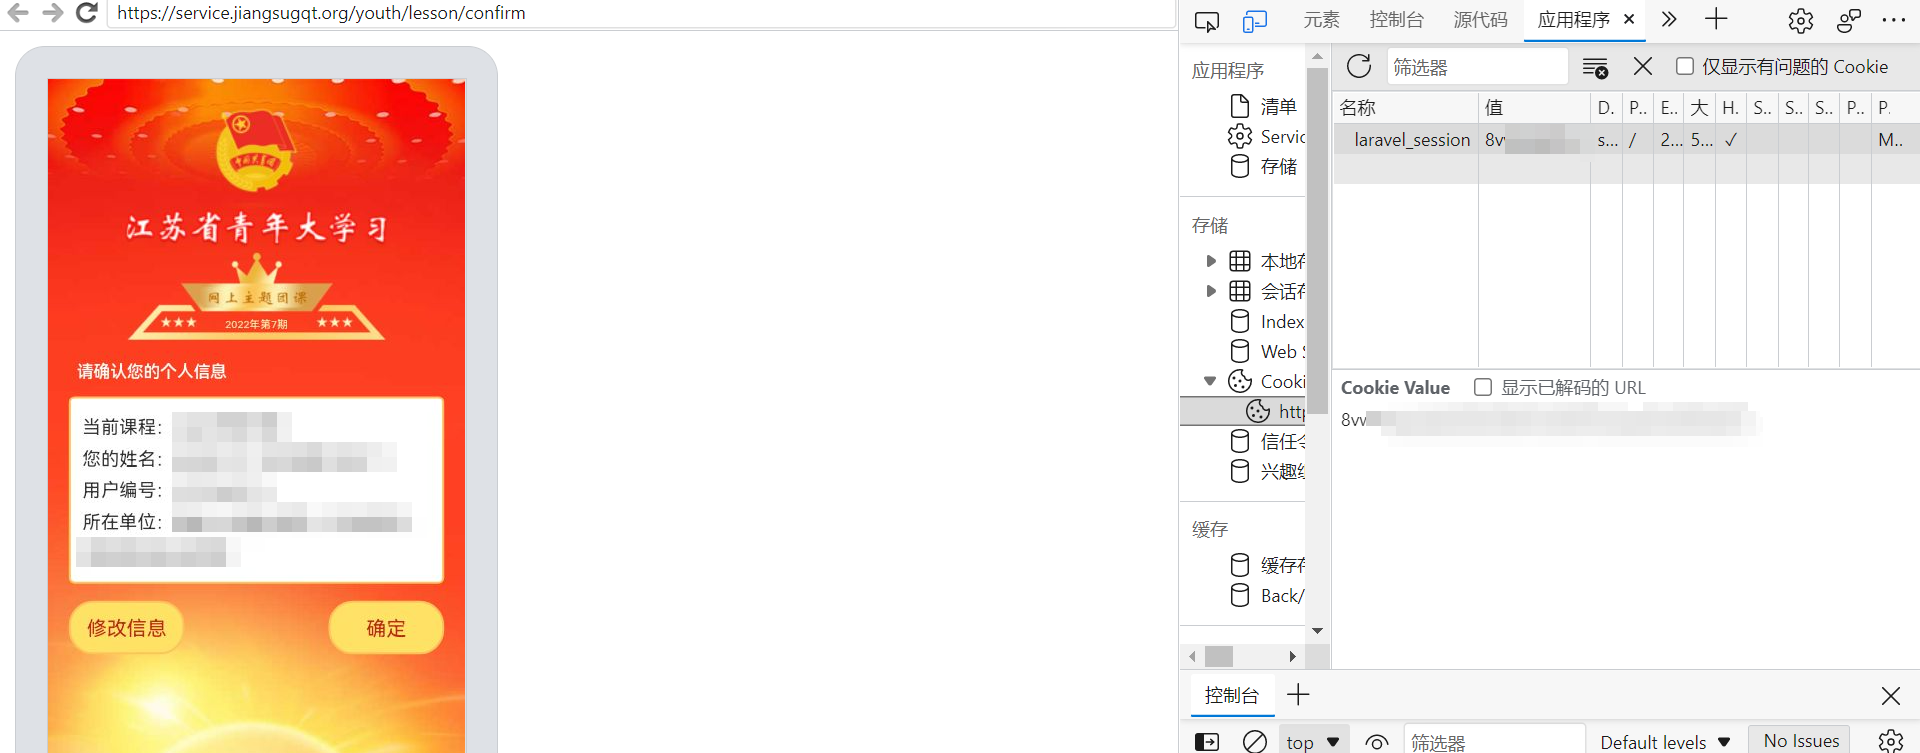 https://service.jiangsugqt.org/youth/lesson/confirm
中国共青团
江苏省青年大学习
网上主题团课
★★★ 2022年第7期 ★★★
请确认您的个人信息
当前课程：
您的姓名：
用户编号：
所在单位：
修改信息 确定
元素 控制台 源代码 应用程序
应用程序
清单
Servic
存储
存储
本地存
会话存
Index
Web S
Cooki
http
信任令
兴趣组
缓存
缓存存
Back/
筛选器 仅显示有问题的 Cookie
名称 值 D. P.. E.. 大 H. S.. S.. S.. P.. P.
laravel_session 8v s... / 2... 5... ✓ M..
Cookie Value 显示已解码的 URL
8vw
控制台
top 筛选器 Default levels ▼ No Issues